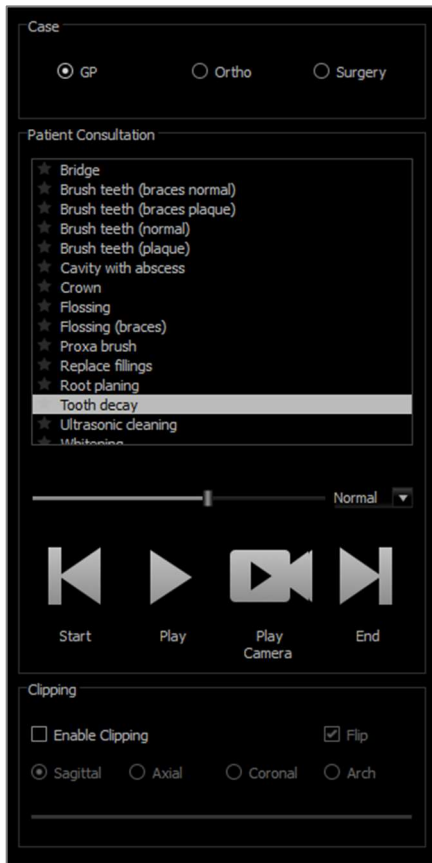 Case
GP Ortho Surgery
Patient Consultation
Bridge
Brush teeth (braces normal)
Brush teeth (braces plaque)
Brush teeth (normal)
Brush teeth (plaque)
Cavity with abscess
Crown
Flossing
Flossing (braces)
Proxa brush
Replace fillings
Root planing
Tooth decay
Ultrasonic cleaning
Whitening
Normal
Start Play Play Camera End
Clipping
Enable Clipping Flip
Sagittal Axial Coronal Arch